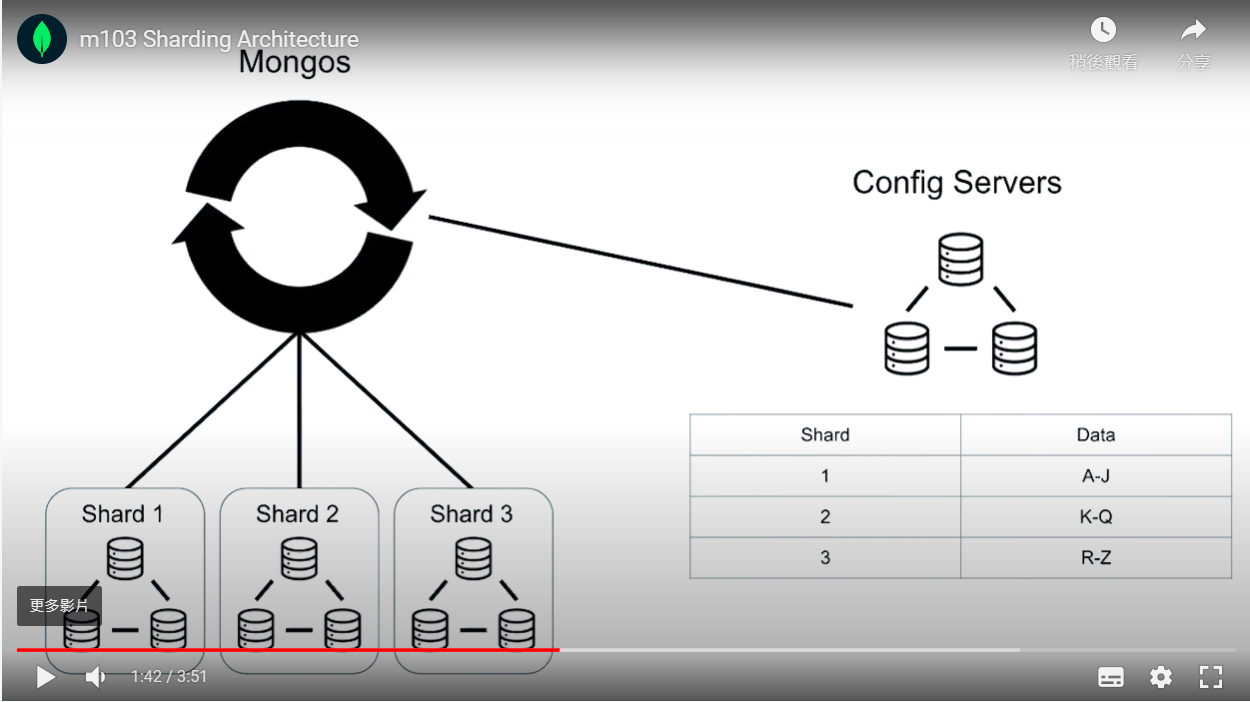 m103 Sharding Architecture
稍後觀看
分享
Mongos
Config Servers
Shard Data
1 A-J
2 K-Q
3 R-Z
Shard 1 Shard 2 Shard 3
更多影片
1:42 / 3:51